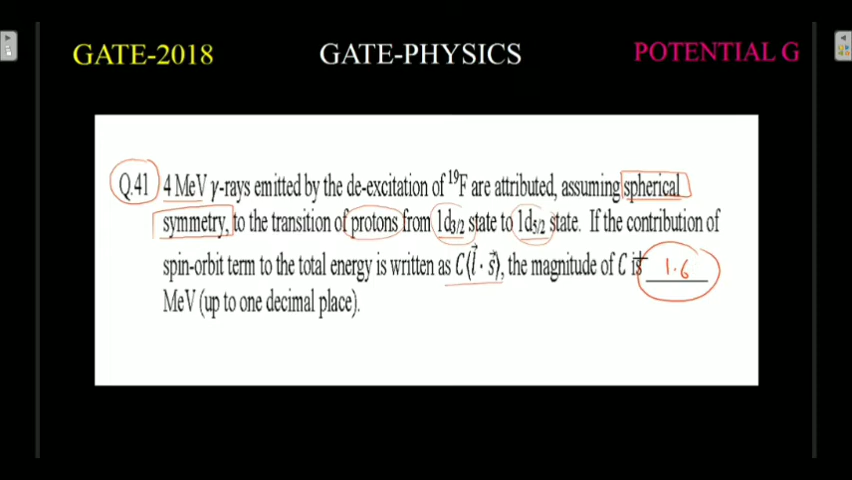 GATE-2018 GATE-PHYSICS POTENTIAL G
Q.41 4 MeV γ-rays emitted by the de-excitation of ¹⁹F are attributed, assuming spherical
symmetry, to the transition of protons from 1d₃/₂ state to 1d₅/₂ state. If the contribution of
spin-orbit term to the total energy is written as C(l⃗ · s⃗), the magnitude of C is 1.6
MeV (up to one decimal place).